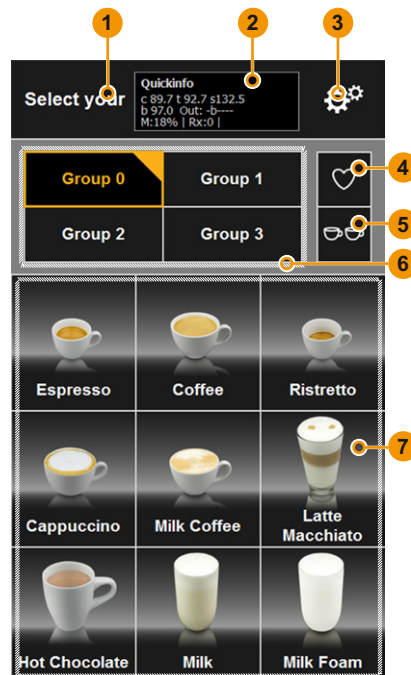 1 2 3
Select your
Quickinfo
c 89.7 t 92.7 s132.5
b 97.0 Out: -b----
M:18% | Rx:0 |
4
Group 0 Group 1
5
Group 2 Group 3
6
Espresso Coffee Ristretto
7
Cappuccino Milk Coffee Latte
Macchiato
Hot Chocolate Milk Milk Foam